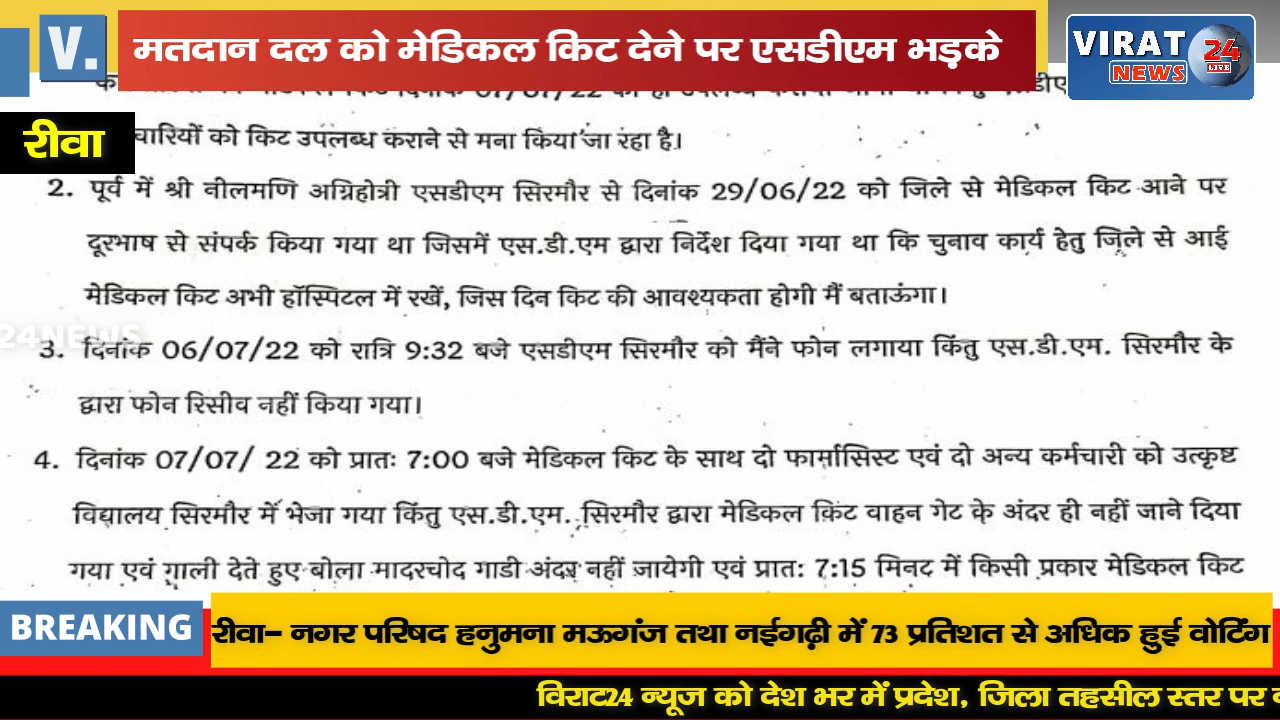 V.
मतदान दल को मेडिकल किट देने पर एसडीएम भड़के
VIRAT
24
NEWS
LIVE
रीवा
चारियों को किट उपलब्ध कराने से मना किया जा रहा है।
2. पूर्व में श्री नीलमणि अग्निहोत्री एसडीएम सिरमौर से दिनांक 29/06/22 को जिले से मेडिकल किट आने पर
दूरभाष से संपर्क किया गया था जिसमें एस.डी.एम द्वारा निर्देश दिया गया था कि चुनाव कार्य हेतु जिले से आई
मेडिकल किट अभी हॉस्पिटल में रखें, जिस दिन किट की आवश्यकता होगी मैं बताऊंगा।
24NEWS
3. दिनांक 06/07/22 को रात्रि 9:32 बजे एसडीएम सिरमौर को मैंने फोन लगाया किंतु एस.डी.एम. सिरमौर के
द्वारा फोन रिसीव नहीं किया गया।
4. दिनांक 07/07/ 22 को प्रातः 7:00 बजे मेडिकल किट के साथ दो फार्मासिस्ट एवं दो अन्य कर्मचारी को उत्कृष्ट
विद्यालय सिरमौर में भेजा गया किंतु एस.डी.एम. सिरमौर द्वारा मेडिकल किट वाहन गेट के अंदर ही नहीं जाने दिया
गया एवं गाली देते हुए बोला मादरचोद गाडी अंदर नहीं जायेगी एवं प्रात: 7:15 मिनट में किसी प्रकार मेडिकल किट
BREAKING
रीवा– नगर परिषद हनुमना मऊगंज तथा नईगढ़ी में 73 प्रतिशत से अधिक हुई वोटिंग
विराट24 न्यूज को देश भर में प्रदेश, जिला तहसील स्तर पर